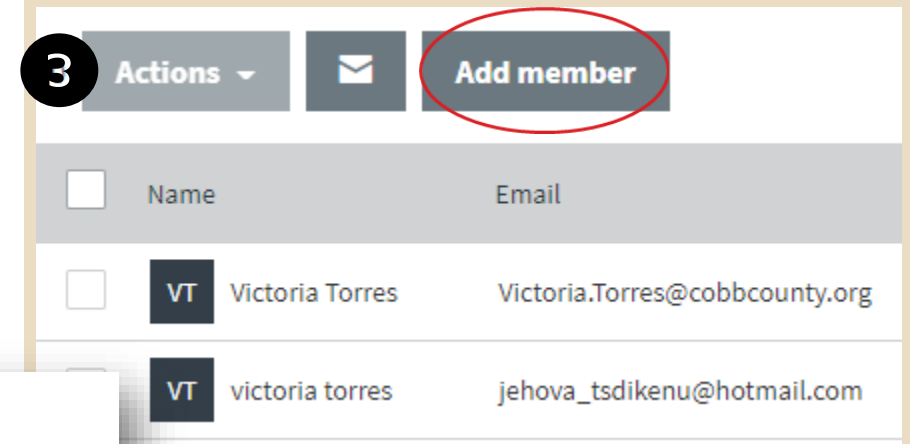 3 Actions Add member
Name Email
VT Victoria Torres Victoria.Torres@cobbcounty.org
VT victoria torres jehova_tsdikenu@hotmail.com